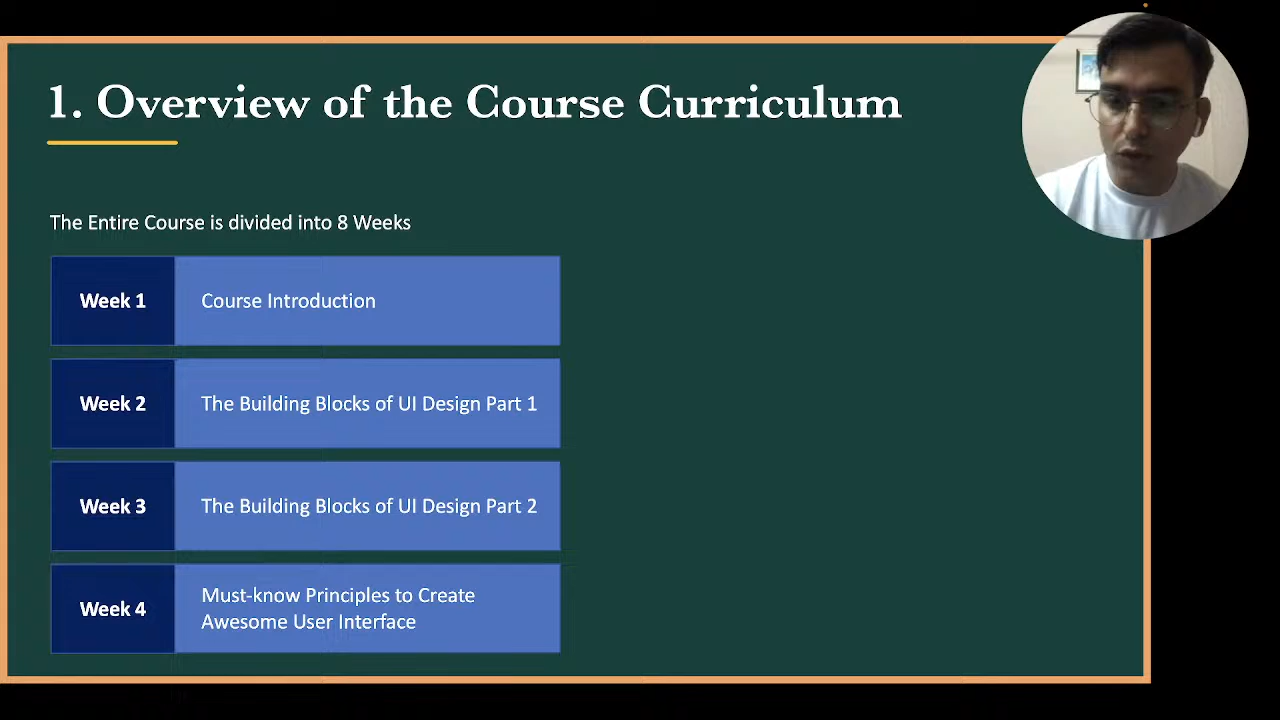 1. Overview of the Course Curriculum
The Entire Course is divided into 8 Weeks
Week 1
Course Introduction
Week 2
The Building Blocks of UI Design Part 1
Week 3
The Building Blocks of UI Design Part 2
Week 4
Must-know Principles to Create
Awesome User Interface